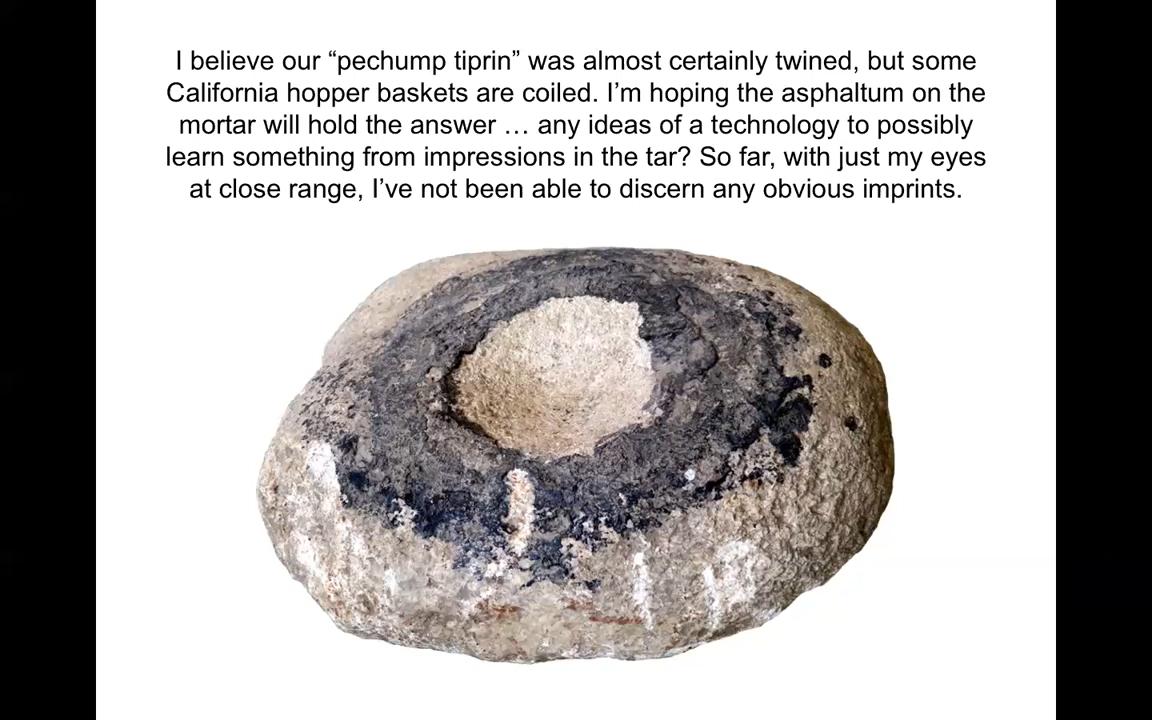 I believe our “pechump tiprin” was almost certainly twined, but some
California hopper baskets are coiled. I’m hoping the asphaltum on the
mortar will hold the answer … any ideas of a technology to possibly
learn something from impressions in the tar? So far, with just my eyes
at close range, I’ve not been able to discern any obvious imprints.